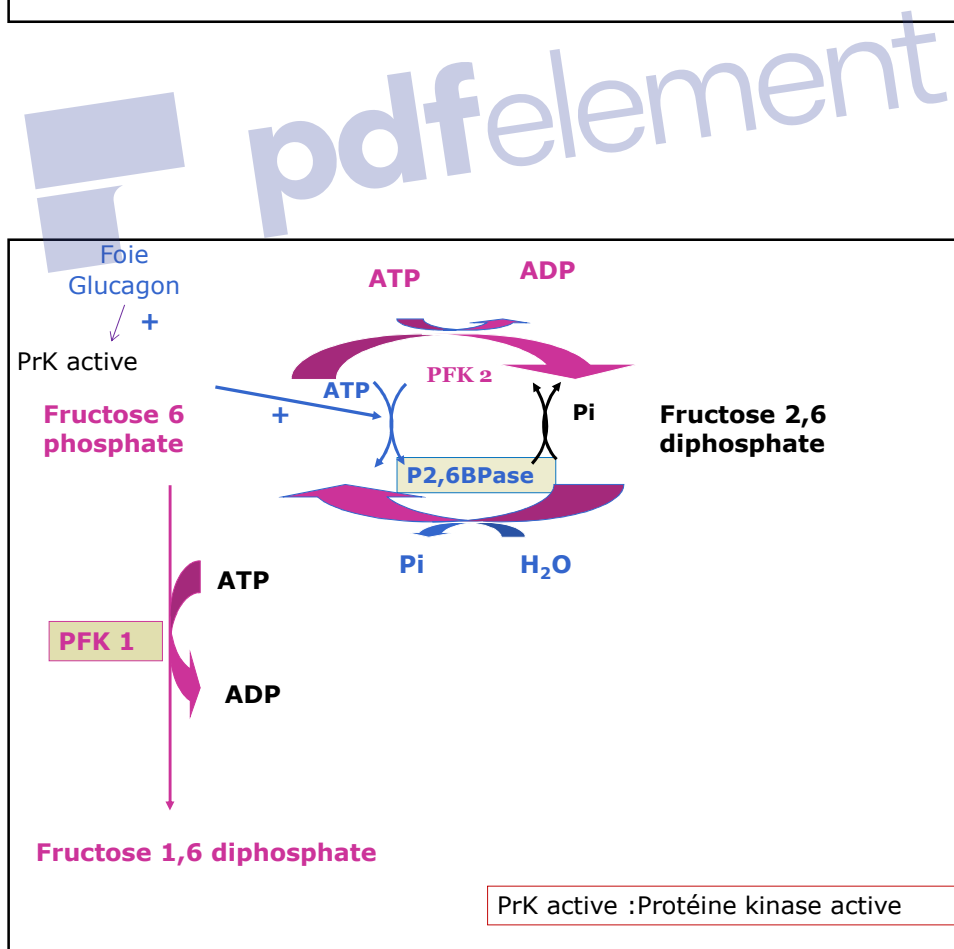 pdfelement
Foie
Glucagon
+
PrK active
ATP
ADP
PFK 2
ATP
+
Pi
Fructose 6
phosphate
Fructose 2,6
diphosphate
P2,6BPase
Pi
H₂O
ATP
PFK 1
ADP
Fructose 1,6 diphosphate
PrK active :Protéine kinase active